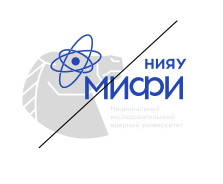 НИЯУ
МИФИ
Национальный
исследовательский
ядерный университет